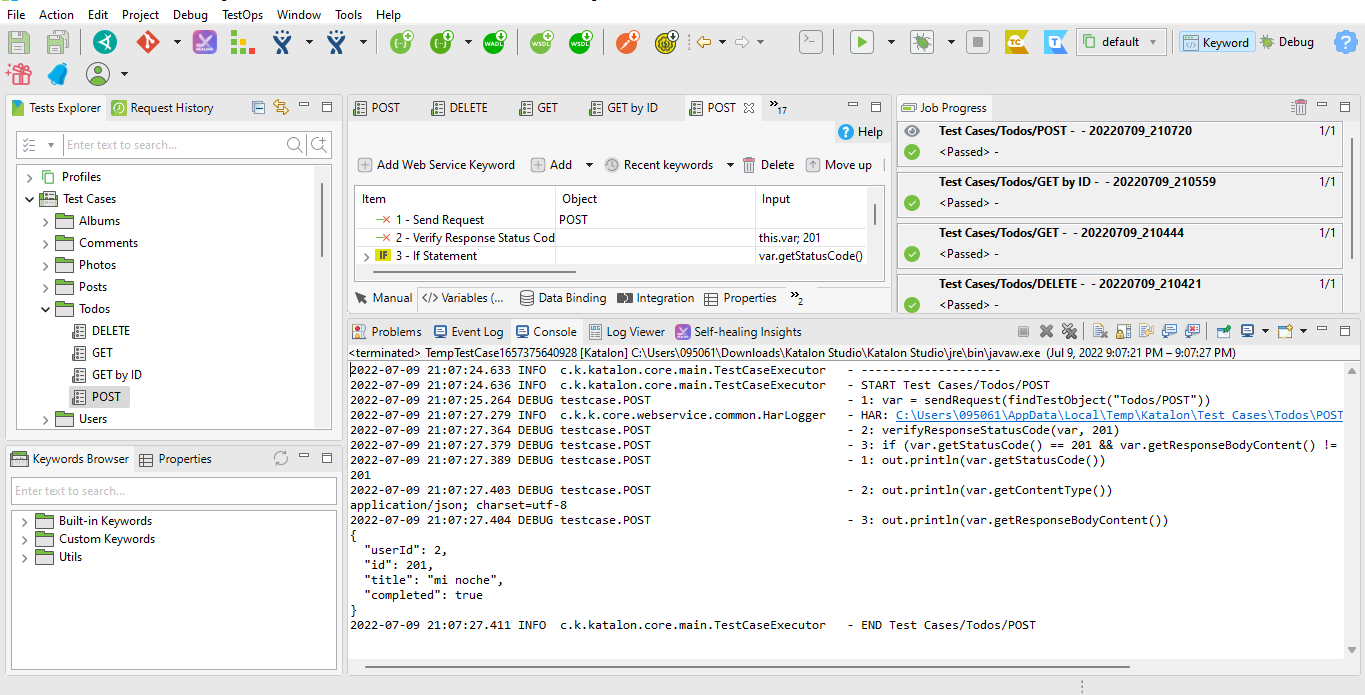 File Action Edit Project Debug TestOps Window Tools Help
default
Keyword
Debug
Tests Explorer
Request History
Enter text to search...
Profiles
Test Cases
Albums
Comments
Photos
Posts
Todos
DELETE
GET
GET by ID
POST
Users
Keywords Browser
Properties
Enter text to search...
Built-in Keywords
Custom Keywords
Utils
POST DELETE GET GET by ID POST »17
Help
Add Web Service Keyword Add Recent keywords Delete Move up
Item Object Input
1 - Send Request POST
2 - Verify Response Status Cod this.var; 201
IF 3 - If Statement var.getStatusCode()
Manual </> Variables (... Data Binding Integration Properties »2
Job Progress
Test Cases/Todos/POST - - 20220709_210720 1/1
<Passed> -
Test Cases/Todos/GET by ID - - 20220709_210559 1/1
<Passed> -
Test Cases/Todos/GET - - 20220709_210444 1/1
<Passed> -
Test Cases/Todos/DELETE - - 20220709_210421 1/1
<Passed> -
Problems Event Log Console Log Viewer Self-healing Insights
<terminated> TempTestCase1657375640928 [Katalon] C:\Users\095061\Downloads\Katalon Studio\Katalon Studio\jre\bin\javaw.exe (Jul 9, 2022 9:07:21 PM – 9:07:27 PM)
2022-07-09 21:07:24.633 INFO c.k.katalon.core.main.TestCaseExecutor - --------------------
2022-07-09 21:07:24.636 INFO c.k.katalon.core.main.TestCaseExecutor - START Test Cases/Todos/POST
2022-07-09 21:07:25.264 DEBUG testcase.POST - 1: var = sendRequest(findTestObject("Todos/POST"))
2022-07-09 21:07:27.279 INFO c.k.k.core.webservice.common.HarLogger - HAR: C:\Users\095061\AppData\Local\Temp\Katalon\Test Cases\Todos\POST
2022-07-09 21:07:27.364 DEBUG testcase.POST - 2: verifyResponseStatusCode(var, 201)
2022-07-09 21:07:27.379 DEBUG testcase.POST - 3: if (var.getStatusCode() == 201 && var.getResponseBodyContent() !=
2022-07-09 21:07:27.389 DEBUG testcase.POST - 1: out.println(var.getStatusCode())
201
2022-07-09 21:07:27.403 DEBUG testcase.POST - 2: out.println(var.getContentType())
application/json; charset=utf-8
2022-07-09 21:07:27.404 DEBUG testcase.POST - 3: out.println(var.getResponseBodyContent())
{
"userId": 2,
"id": 201,
"title": "mi noche",
"completed": true
}
2022-07-09 21:07:27.411 INFO c.k.katalon.core.main.TestCaseExecutor - END Test Cases/Todos/POST